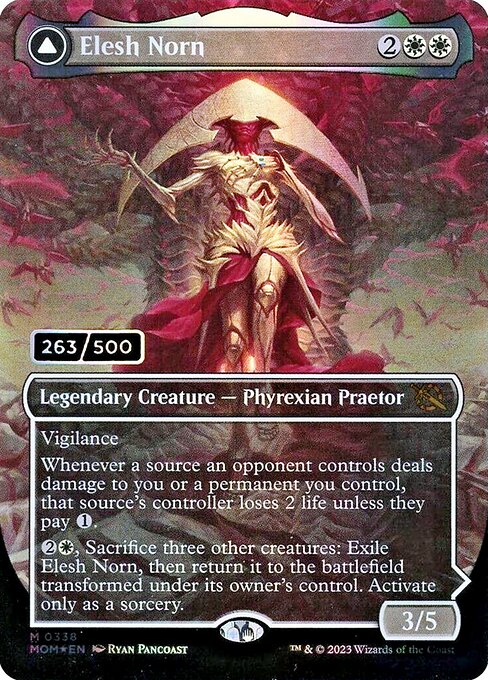 Elesh Norn 2
263/500
Legendary Creature — Phyrexian Praetor
Vigilance
Whenever a source an opponent controls deals
damage to you or a permanent you control,
that source's controller loses 2 life unless they
pay 1.
2, Sacrifice three other creatures: Exile
Elesh Norn, then return it to the battlefield
transformed under its owner's control. Activate
only as a sorcery.
3/5
M 0338
MOM★EN Ryan Pancoast
™ & © 2023 Wizards of the Coast